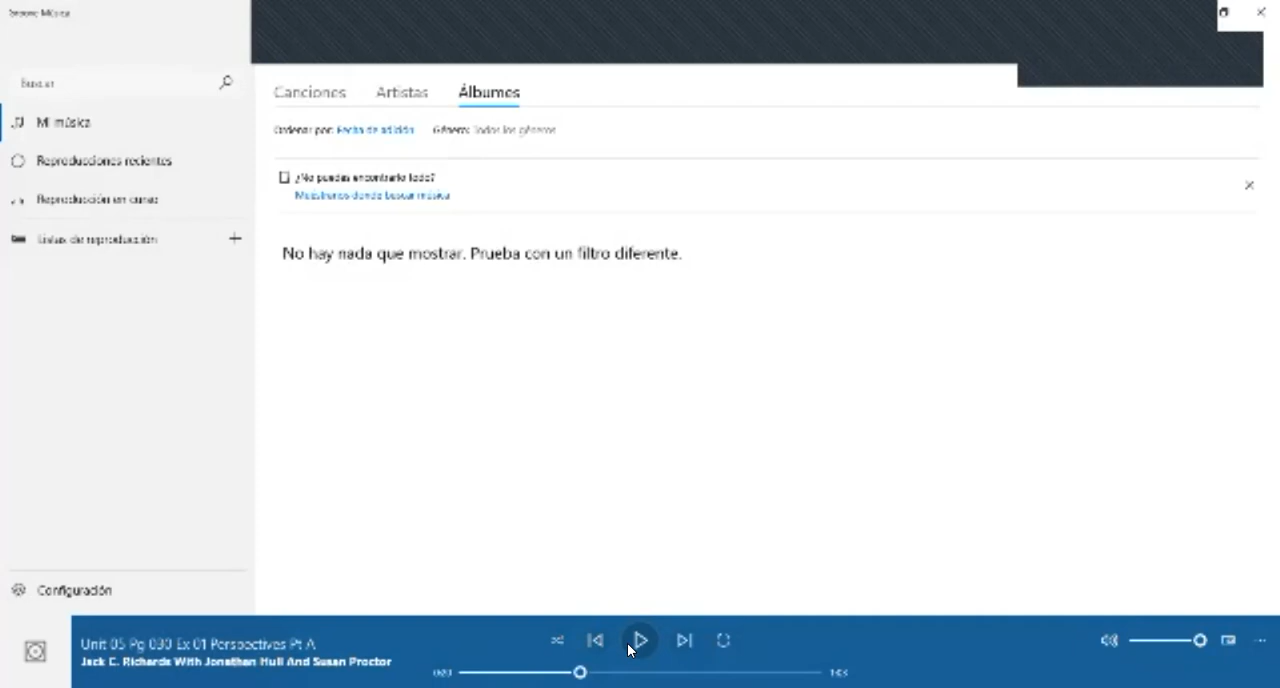 Groove Música
Buscar
Mi música
Reproducciones recientes
Reproducción en curso
Listas de reproducción
Configuración
Canciones Artistas Álbumes
Ordenar por: Fecha de adición Género: Todos los géneros
¿No puedes encontrarlo todo?
Muéstranos dónde buscar música
No hay nada que mostrar. Prueba con un filtro diferente.
Unit 05 Pg 030 Ex 01 Perspectives Pt A
Jack C. Richards With Jonathan Hull And Susan Proctor